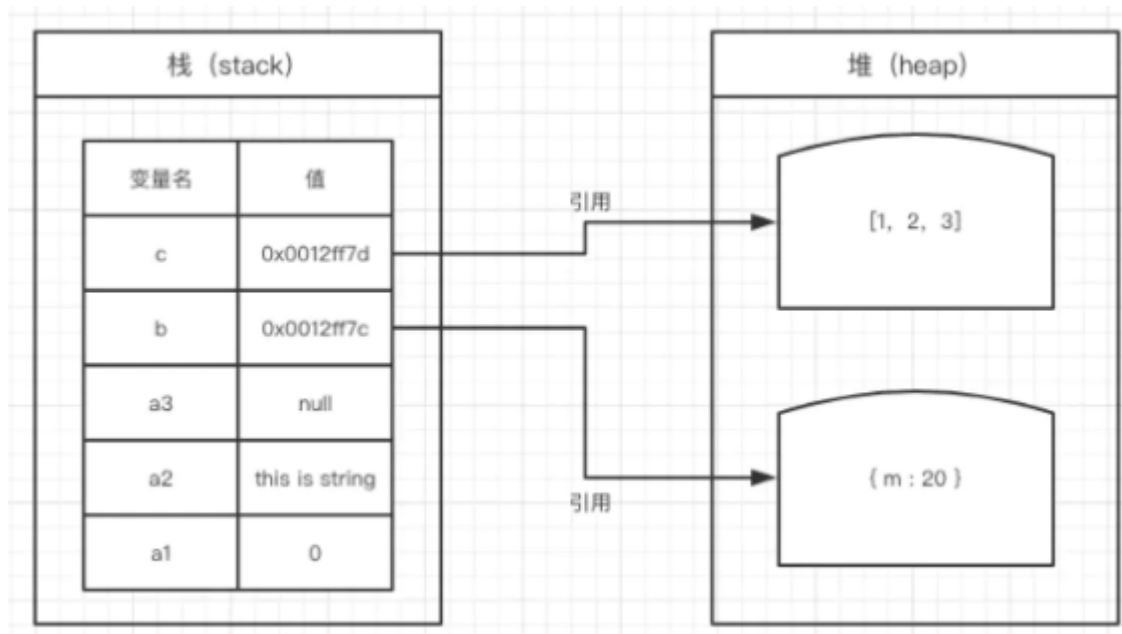 栈（stack）
变量名 值
c 0x0012ff7d
b 0x0012ff7c
a3 null
a2 this is string
a1 0
引用
引用
堆（heap）
[1, 2, 3]
{ m : 20 }